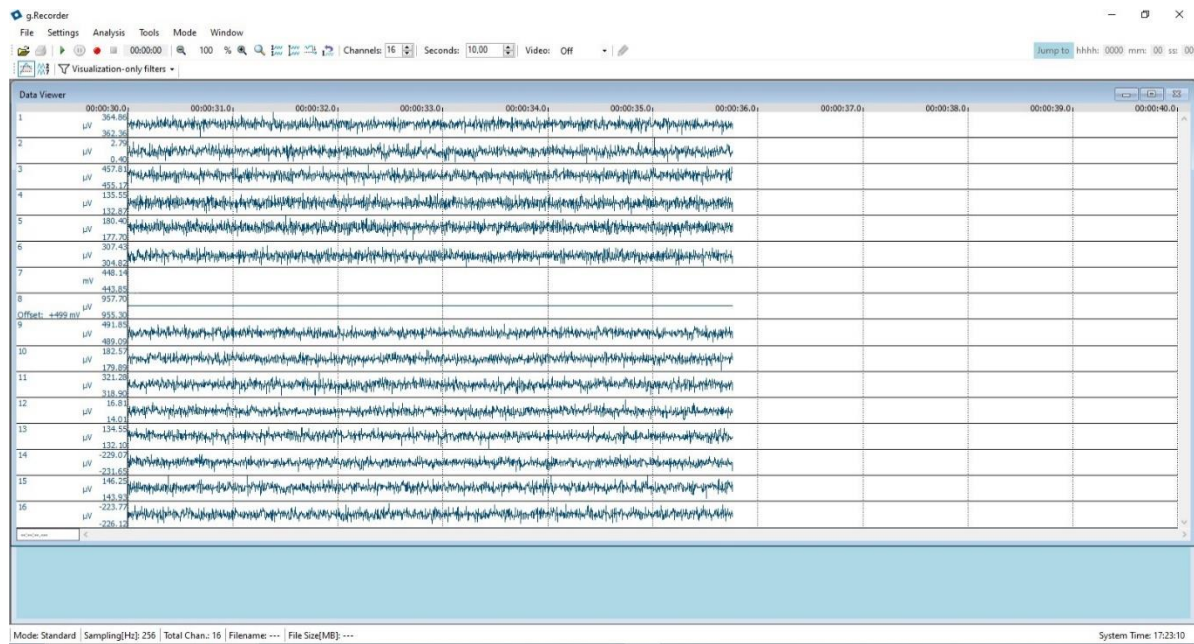 g.Recorder
File Settings Analysis Tools Mode Window
00:00:00 100 % Channels: 16 Seconds: 10,00 Video: Off Jump to hhhh: 0000 mm: 00 ss: 00
Visualization-only filters
Data Viewer
00:00:30.0 00:00:31.0 00:00:32.0 00:00:33.0 00:00:34.0 00:00:35.0 00:00:36.0 00:00:37.0 00:00:38.0 00:00:39.0 00:00:40.0
1 364.86
µV
362.36
2 2.79
µV
0.40
3 457.81
µV
455.17
4 135.55
µV
132.87
5 180.40
µV
177.70
6 307.43
µV
304.82
7 448.14
mV
443.85
8 957.70
µV
Offset: +499 mV 955.30
9 491.85
µV
489.09
10 182.57
µV
179.89
11 321.28
µV
318.90
12 16.81
µV
14.01
13 134.55
µV
132.10
14 -229.07
µV
-231.65
15 146.25
µV
143.93
16 -223.77
µV
-226.12
Mode: Standard Sampling[Hz]: 256 Total Chan.: 16 Filename: --- File Size[MB]: --- System Time: 17:23:10